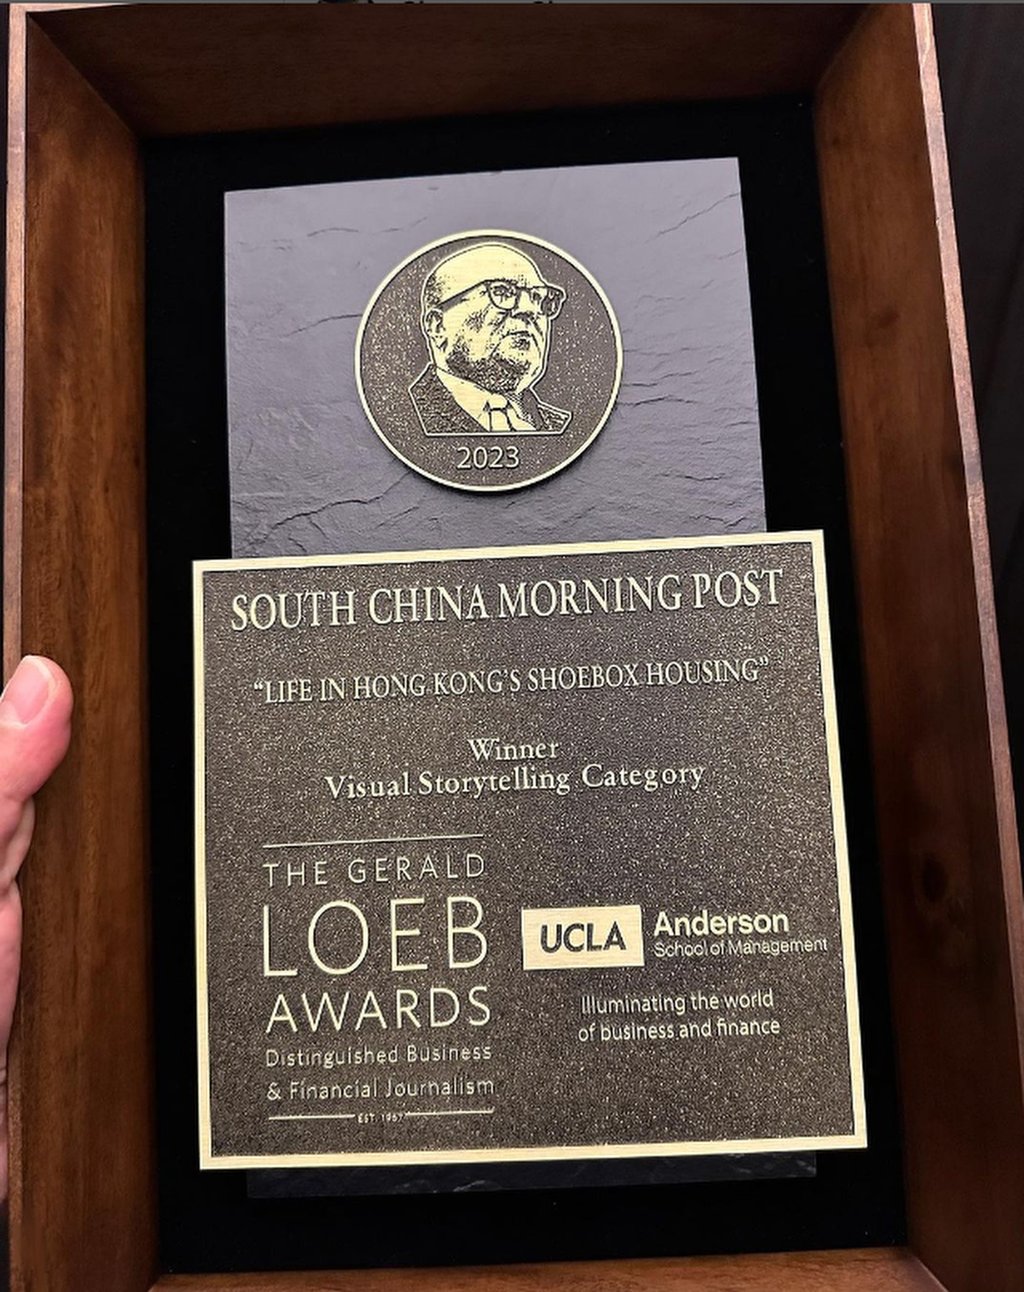 2023
SOUTH CHINA MORNING POST
“LIFE IN HONG KONG’S SHOEBOX HOUSING”
Winner
Visual Storytelling Category
THE GERALD
LOEB
AWARDS
Distinguished Business
& Financial Journalism
EST. 1957
UCLA Anderson
School of Management
Illuminating the world
of business and finance